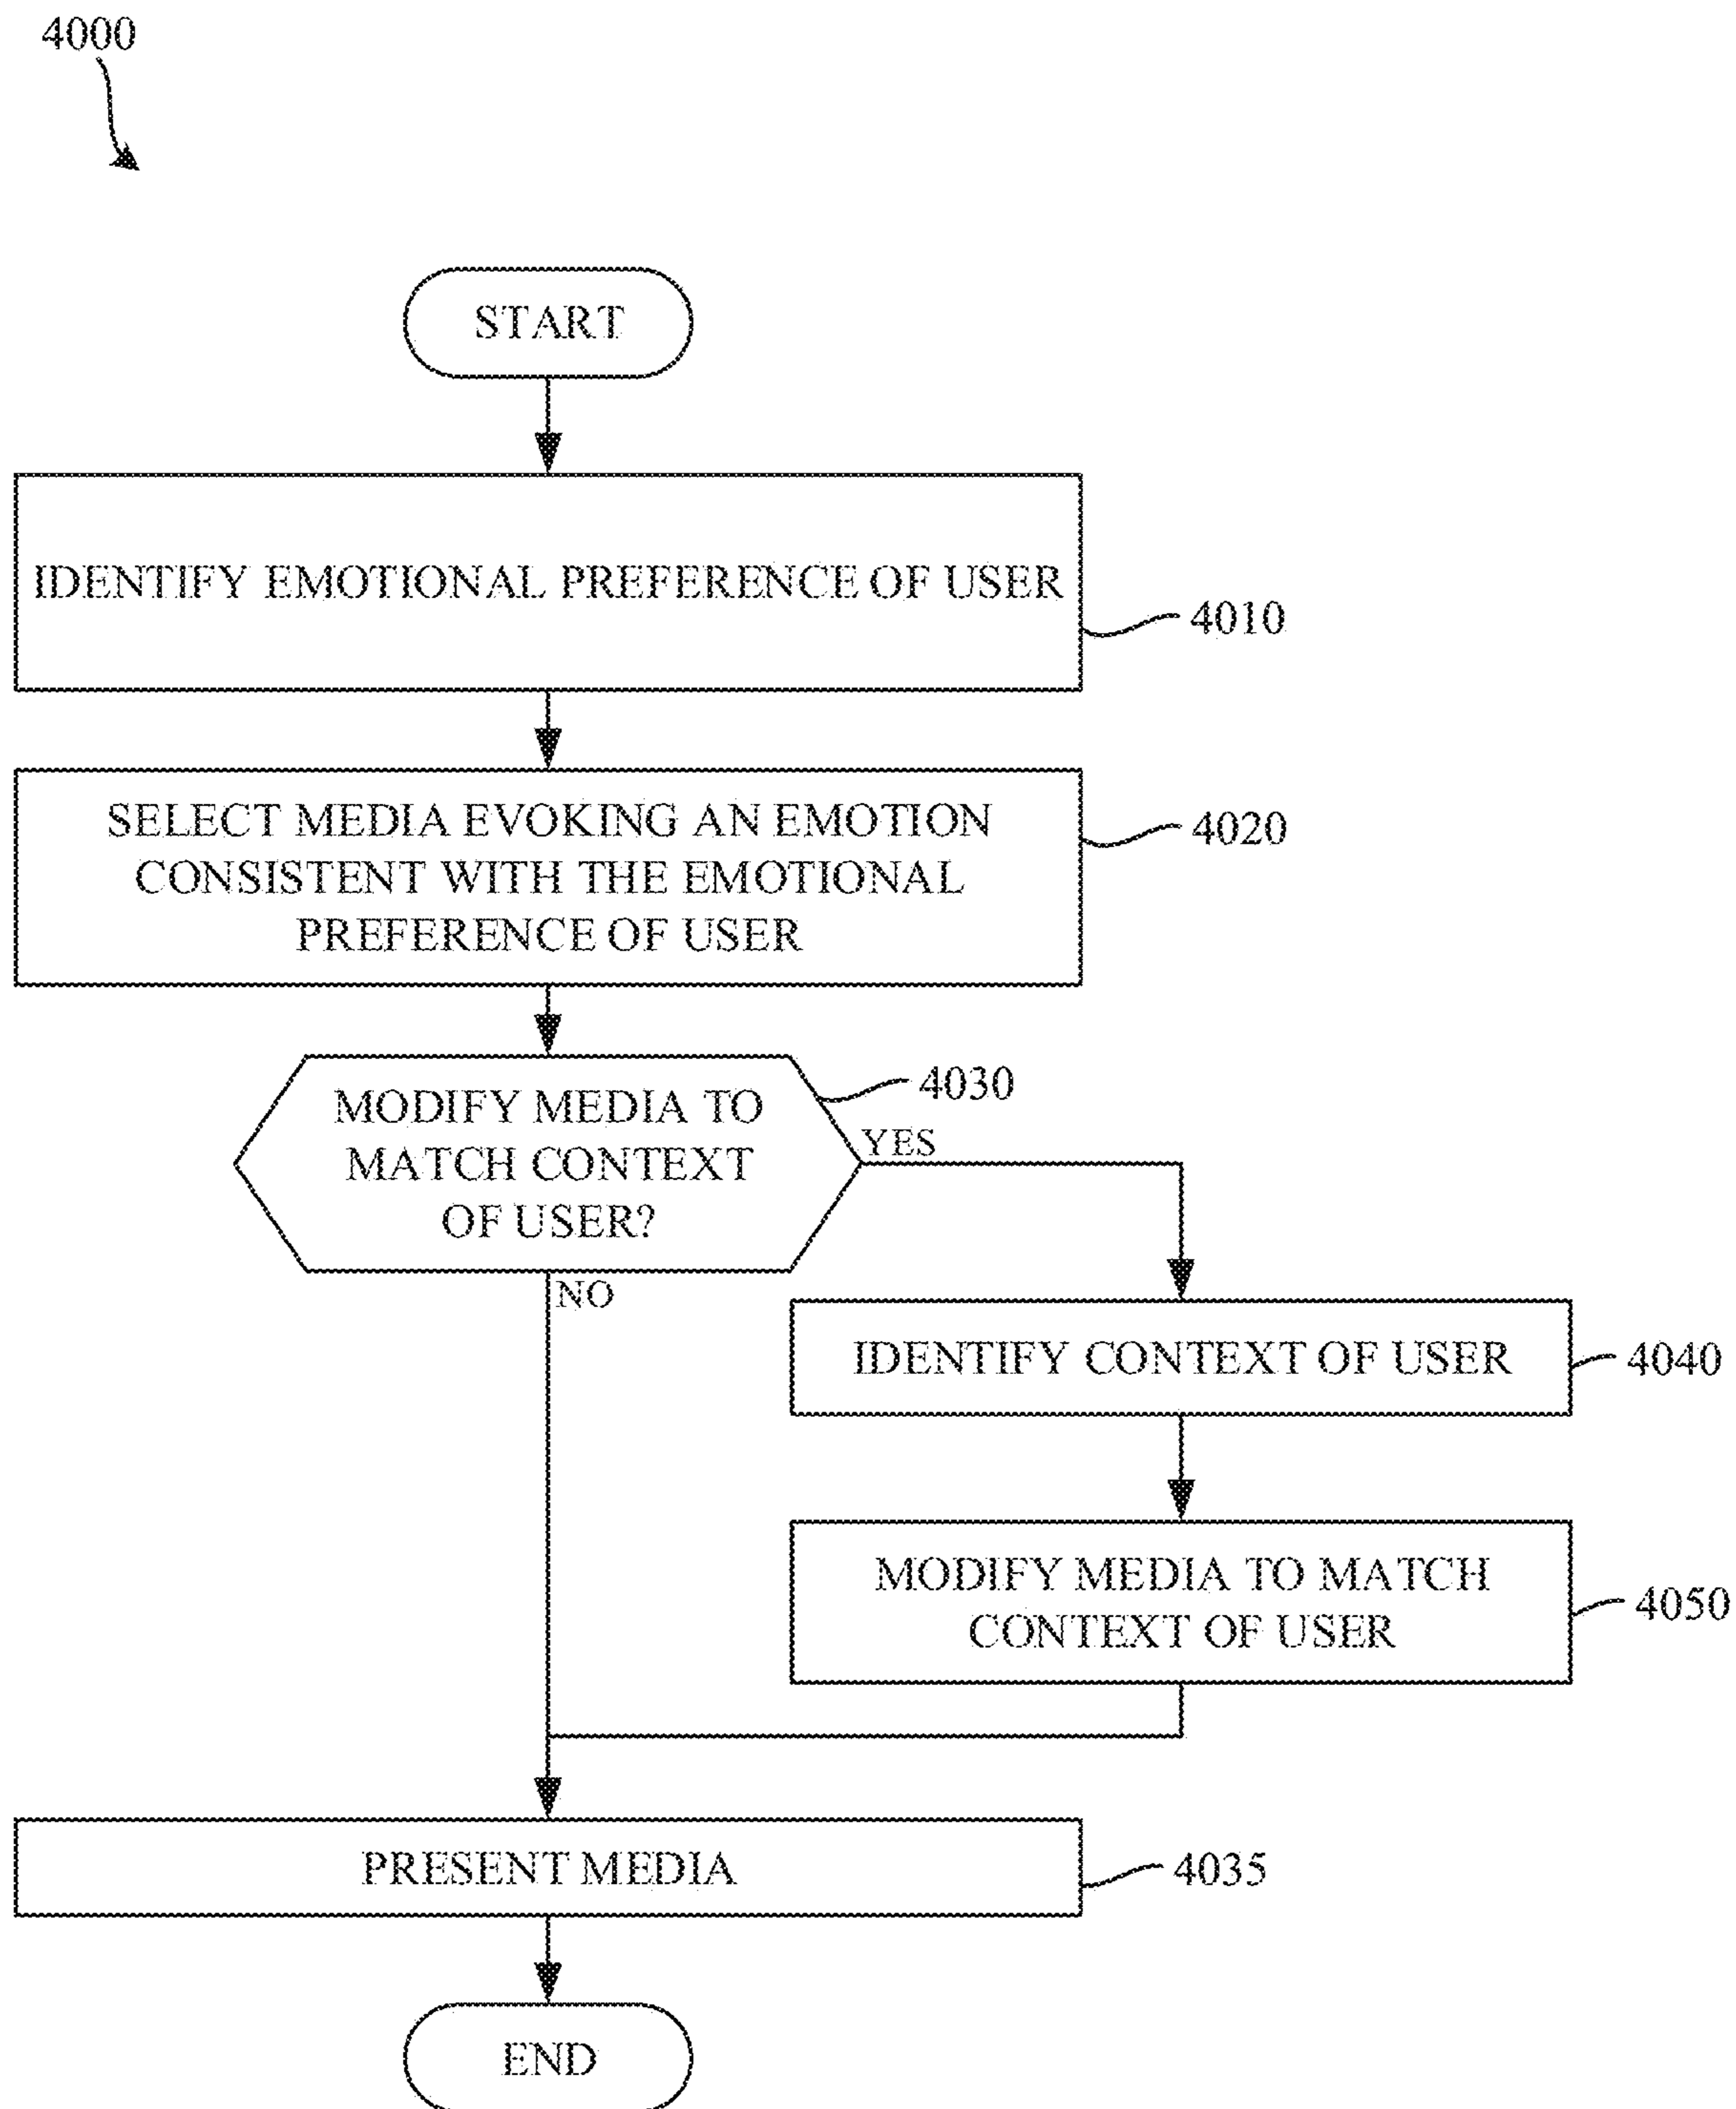 4000
START
IDENTIFY EMOTIONAL PREFERENCE OF USER
4010
SELECT MEDIA EVOKING AN EMOTION
CONSISTENT WITH THE EMOTIONAL
PREFERENCE OF USER
4020
MODIFY MEDIA TO
MATCH CONTEXT
OF USER?
4030
YES
NO
IDENTIFY CONTEXT OF USER
4040
MODIFY MEDIA TO MATCH
CONTEXT OF USER
4050
PRESENT MEDIA
4035
END